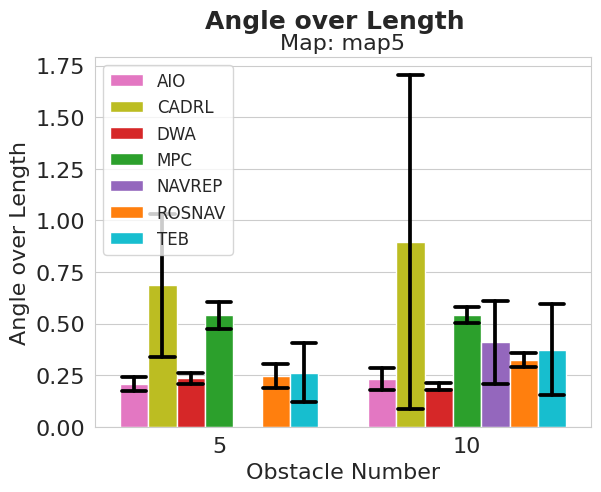 Angle over Length
Map: map5
1.75
1.50
1.25
1.00
0.75
0.50
0.25
0.00
Angle over Length
AIO
CADRL
DWA
MPC
NAVREP
ROSNAV
TEB
5
10
Obstacle Number